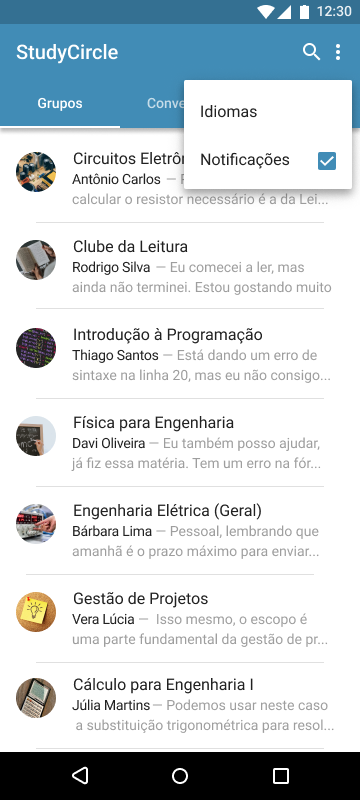 12:30
StudyCircle
Grupos
Conve
Idiomas
Notificações
Circuitos Eletrôn
Antônio Carlos —
calcular o resistor necessário é a da Lei...
Clube da Leitura
Rodrigo Silva — Eu comecei a ler, mas
ainda não terminei. Estou gostando muito
Introdução à Programação
Thiago Santos — Está dando um erro de
sintaxe na linha 20, mas eu não consigo...
Física para Engenharia
Davi Oliveira — Eu também posso ajudar,
já fiz essa matéria. Tem um erro na fór...
Engenharia Elétrica (Geral)
Bárbara Lima — Pessoal, lembrando que
amanhã é o prazo máximo para enviar...
Gestão de Projetos
Vera Lúcia — Isso mesmo, o escopo é
uma parte fundamental da gestão de pr...
Cálculo para Engenharia I
Júlia Martins — Podemos usar neste caso
a substituição trigonométrica para resol...